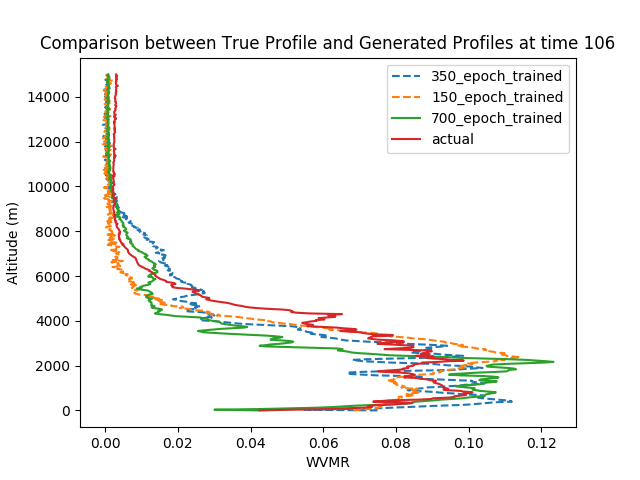 Comparison between True Profile and Generated Profiles at time 106
350_epoch_trained
150_epoch_trained
700_epoch_trained
actual
Altitude (m)
14000
12000
10000
8000
6000
4000
2000
0
0.00 0.02 0.04 0.06 0.08 0.10 0.12
WVMR